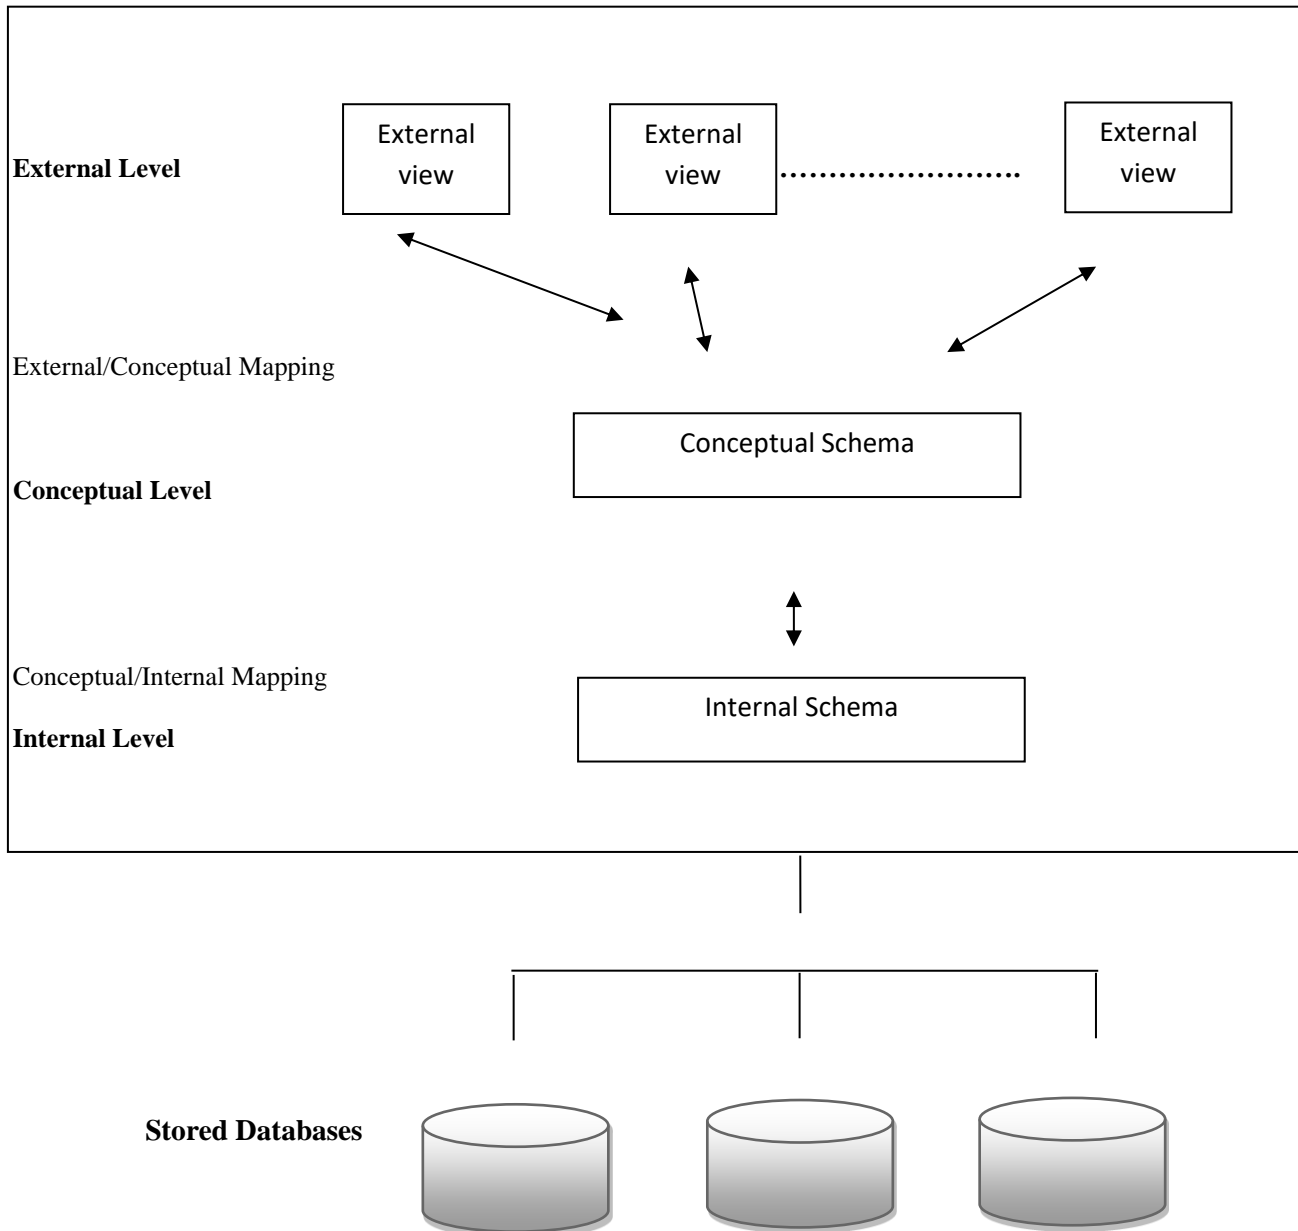 External
view
External
view
External
view
External Level
External/Conceptual Mapping
Conceptual Schema
Conceptual Level
Conceptual/Internal Mapping
Internal Schema
Internal Level
Stored Databases